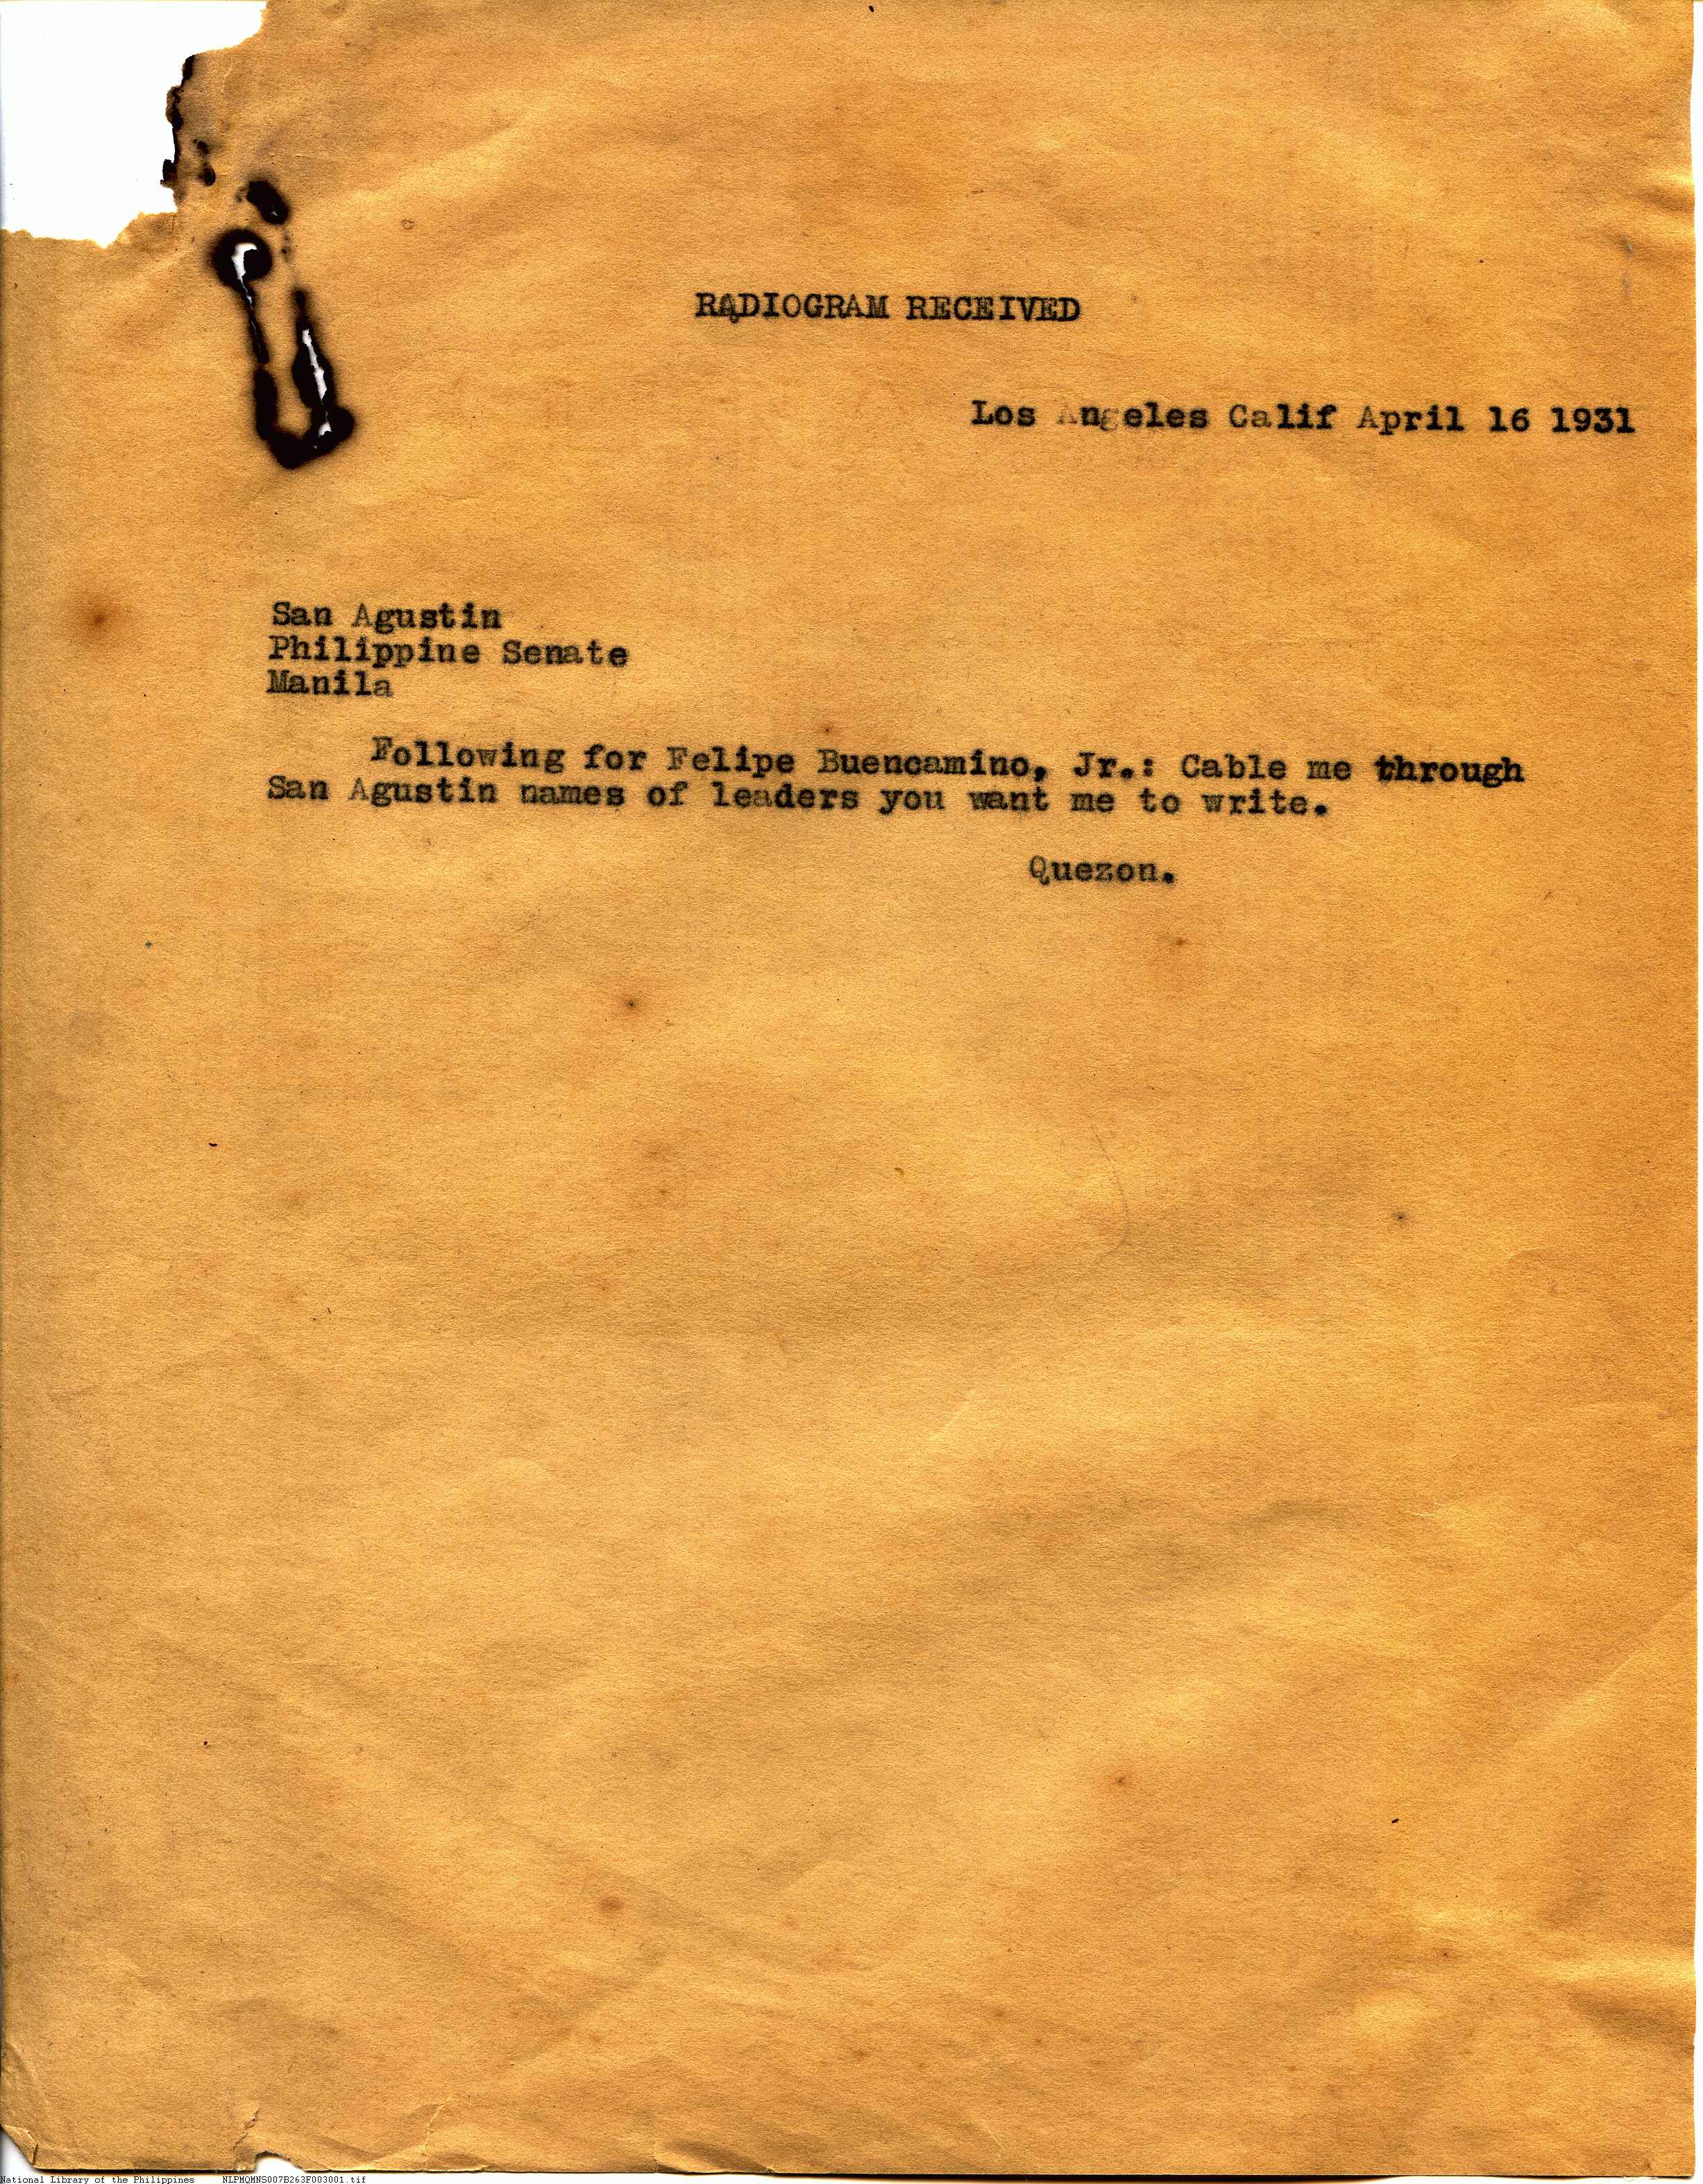 RADIOGRAM RECEIVED
Los Angeles Calif April 16 1931
San Agustin
Philippine Senate
Manila
Following for Felipe Buencamino, Jr.: Cable me through
San Agustin names of leaders you want me to write.
Quezon.
National Library of the Philippines NLPMQMNS007B263F003001.tif